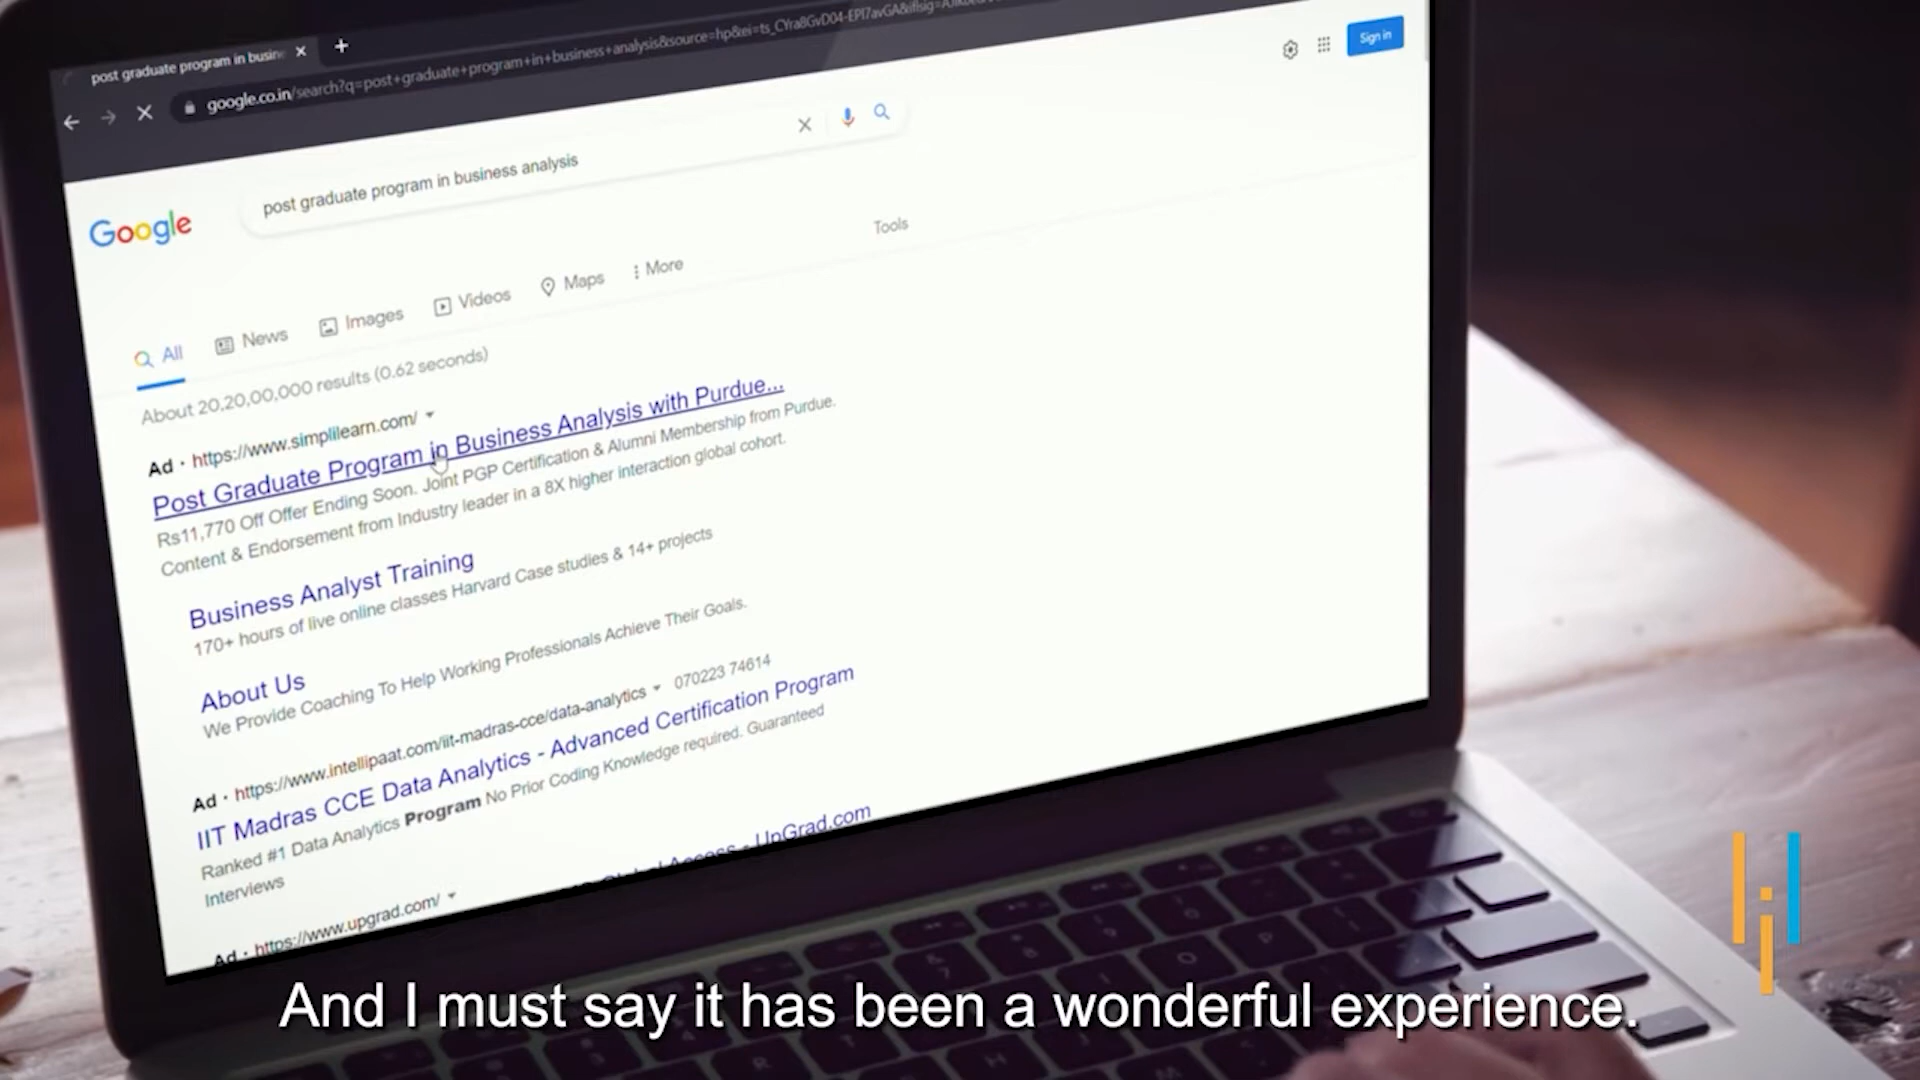 post graduate program in busin
google.co.in/search?q=post+graduate+program+in+business+analysis&source=hp&ei=ts_CYra8GvD04-EPl7avGA&iflsig=
Sign in
Google
post graduate program in business analysis
All
News
Images
Videos
Maps
More
Tools
About 20,20,00,000 results (0.62 seconds)
Ad · https://www.simplilearn.com/
Post Graduate Program in Business Analysis with Purdue...
Rs11,770 Off Offer Ending Soon. Joint PGP Certification & Alumni Membership from Purdue.
Content & Endorsement from Industry leader in a 8X higher interaction global cohort.
Business Analyst Training
170+ hours of live online classes Harvard Case studies & 14+ projects
About Us
We Provide Coaching To Help Working Professionals Achieve Their Goals.
Ad · https://www.intellipaat.com/iit-madras-cce/data-analytics 070223 74614
IIT Madras CCE Data Analytics - Advanced Certification Program
Ranked #1 Data Analytics Program No Prior Coding Knowledge required. Guaranteed
Interviews
Ad · https://www.upgrad.com/
Global Access - UpGrad.com
And I must say it has been a wonderful experience.